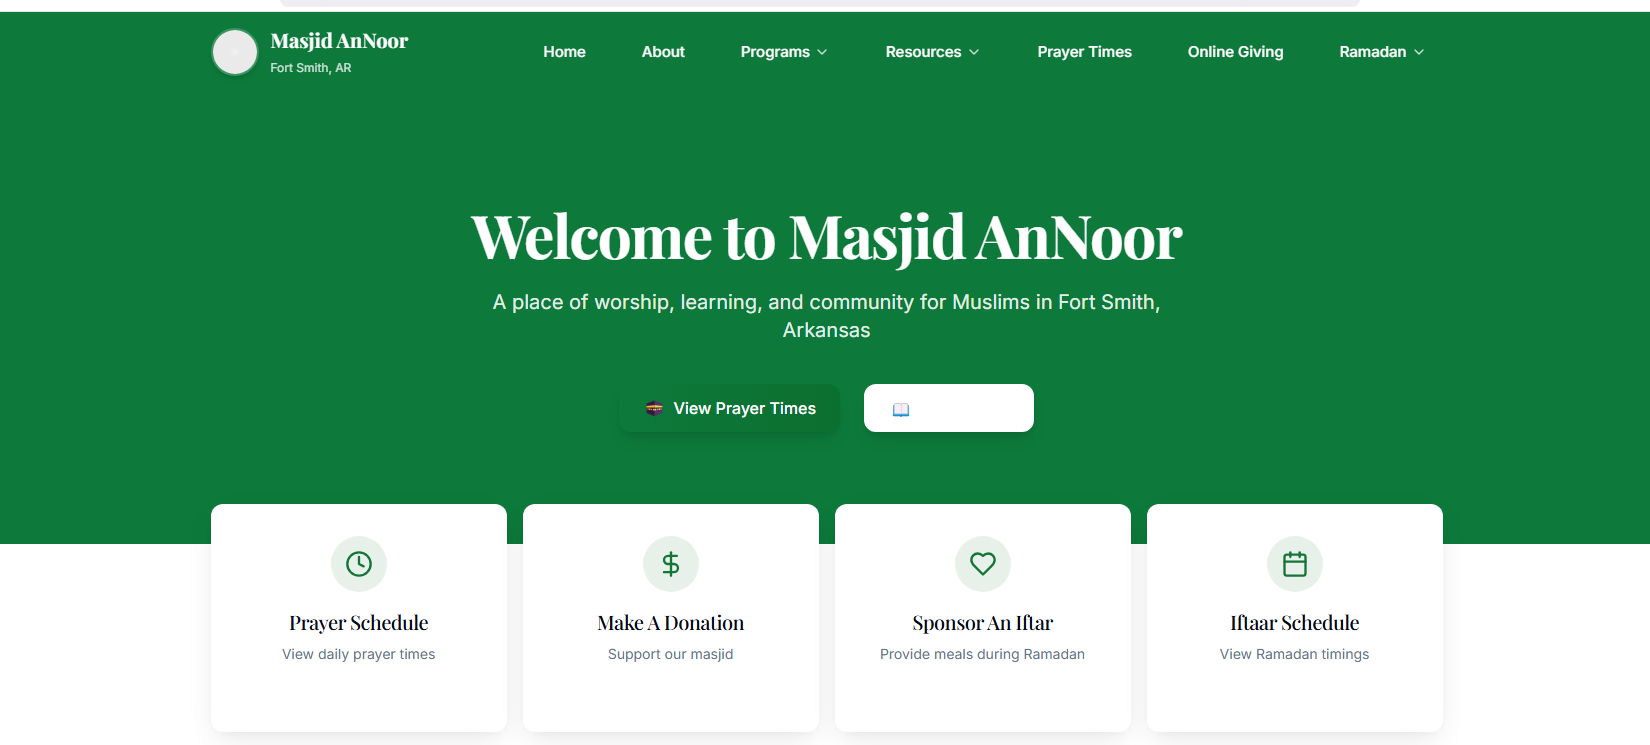 Masjid AnNoor
Fort Smith, AR
Home
About
Programs
Resources
Prayer Times
Online Giving
Ramadan
Welcome to Masjid AnNoor
A place of worship, learning, and community for Muslims in Fort Smith,
Arkansas
View Prayer Times
Prayer Schedule
View daily prayer times
Make A Donation
Support our masjid
Sponsor An Iftar
Provide meals during Ramadan
Iftaar Schedule
View Ramadan timings